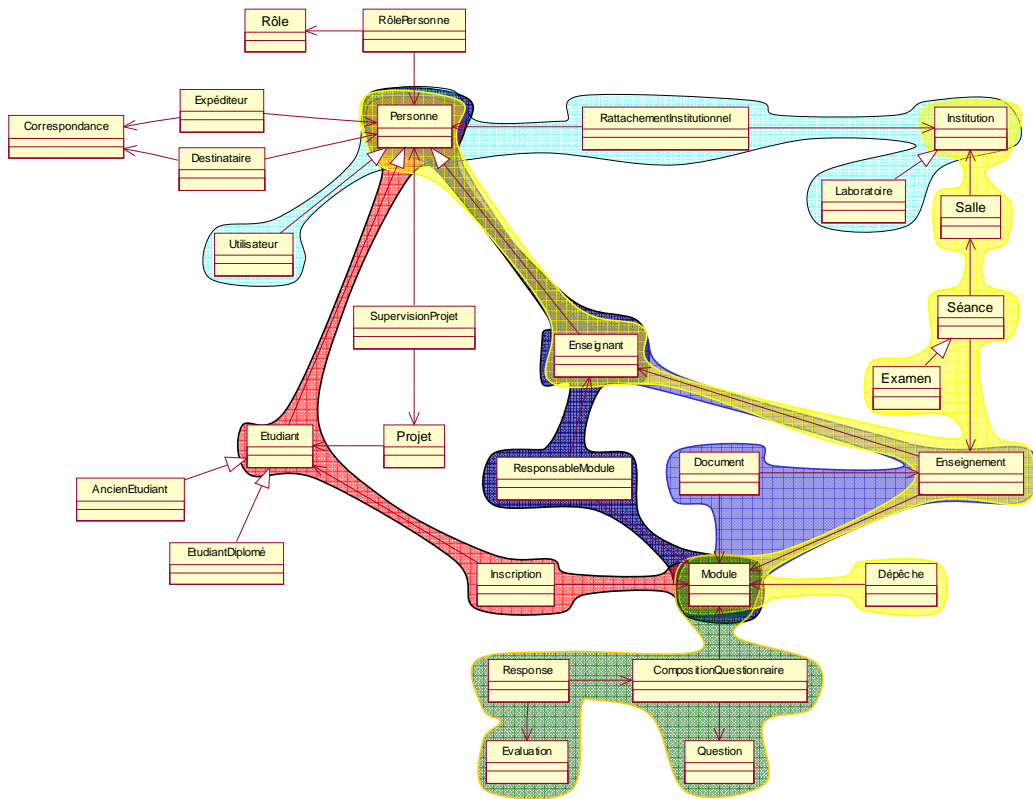 Rôle
RôlePersonne
Expéditeur
Personne
RattachementInstitutionnel
Institution
Correspondance
Destinataire
Laboratoire
Salle
Utilisateur
Séance
SupervisionProjet
Enseignant
Examen
Etudiant
Projet
ResponsableModule
Document
Enseignement
AncienEtudiant
EtudiantDiplomé
Inscription
Module
Dépêche
Response
CompositionQuestionnaire
Evaluation
Question